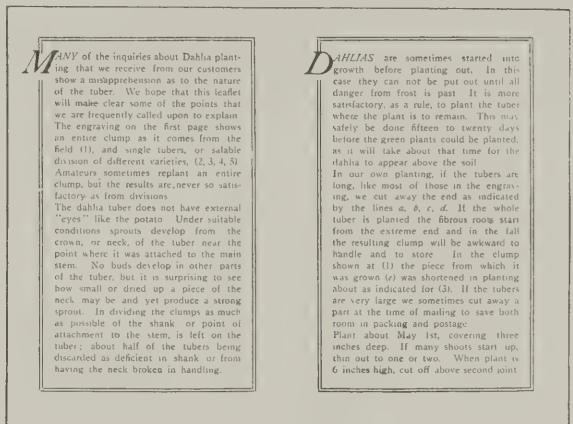 MANY of the inquiries about Dahlia plant-
ing that we receive from our customers
show a misapprehension as to the nature
of the tuber. We hope that this leaflet
will make clear some of the points that
we are frequently called upon to explain
The engraving on the first page shows
an entire clump as it comes from the
field (1), and single tubers, or salable
division of different varieties, (2, 3, 4, 5)
Amateurs sometimes replant an entire
clump, but the results are, never so satis-
factory as from divisions
The dahlia tuber does not have external
"eyes" like the potato Under suitable
conditions sprouts develop from the
crown, or neck, of the tuber near the
point where it was attached to the main
stem. No buds develop in other parts
of the tuber, but it is surprising to see
how small or dried up a piece of the
neck may be and yet produce a strong
sprout. In dividing the clumps as much
as possible of the shank or point of
attachment to the stem, is left on the
tuber; about half of the tubers being
discarded as deficient in shank or from
having the neck broken in handling.
DAHLIAS are sometimes started into
growth before planting out. In this
case they can not be put out until all
danger from frost is past It is more
satisfactory, as a rule, to plant the tuber
where the plant is to remain. This may
safely be done fifteen to twenty days
before the green plants could be planted,
as it will take about that time for the
dahlia to appear above the soil
In our own planting, if the tubers are
long, like most of those in the engrav-
ing, we cut away the end as indicated
by the lines a, b, c, d. If the whole
tuber is planted the fibrous roots start
from the extreme end and in the fall
the resulting clump will be awkward to
handle and to store In the clump
shown at (1) the piece from which it
was grown (e) was shortened in planting
about as indicated for (3). If the tubers
are very large we sometimes cut away a
part at the time of mailing to save both
room in packing and postage
Plant about May 1st, covering three
inches deep. If many shoots start up,
thin out to one or two. When plant is
6 inches high, cut off above second joint